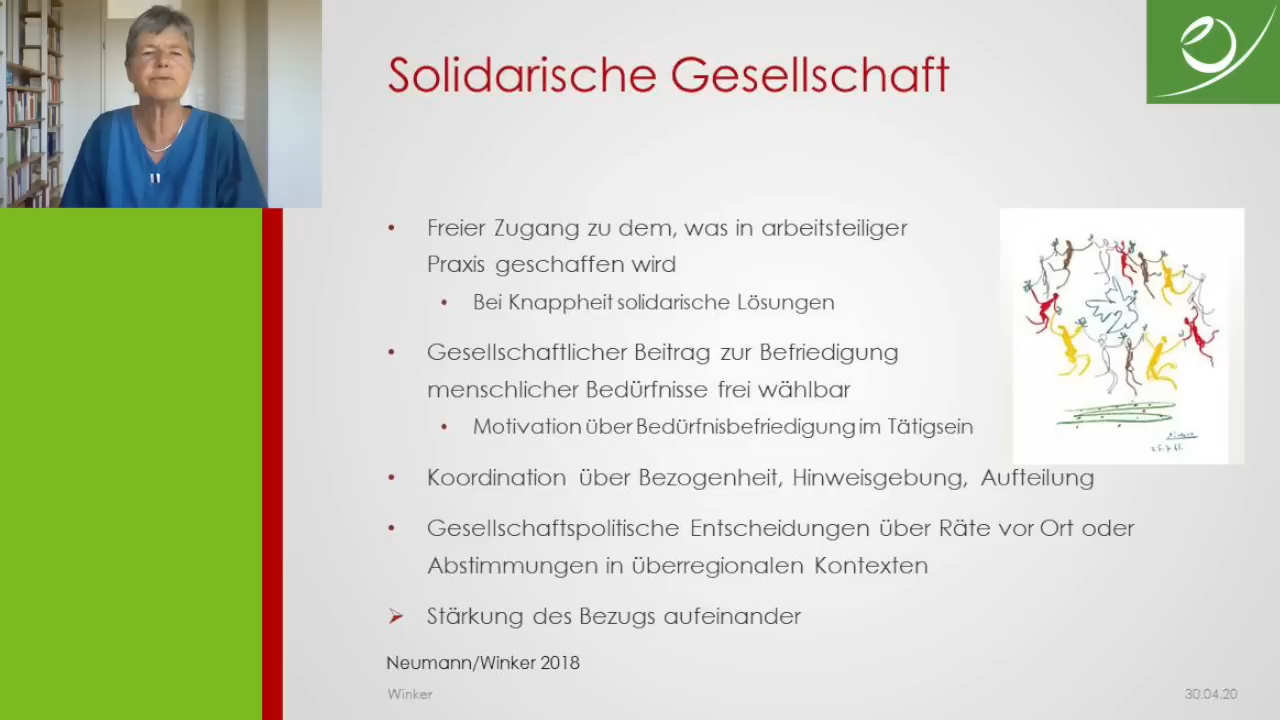 Solidarische Gesellschaft
• Freier Zugang zu dem, was in arbeitsteiliger
Praxis geschaffen wird
• Bei Knappheit solidarische Lösungen
• Gesellschaftlicher Beitrag zur Befriedigung
menschlicher Bedürfnisse frei wählbar
• Motivation über Bedürfnisbefriedigung im Tätigsein
• Koordination über Bezogenheit, Hinweisgebung, Aufteilung
• Gesellschaftspolitische Entscheidungen über Räte vor Ort oder
Abstimmungen in überregionalen Kontexten
➢ Stärkung des Bezugs aufeinander
Neumann/Winker 2018
Winker
30.04.20